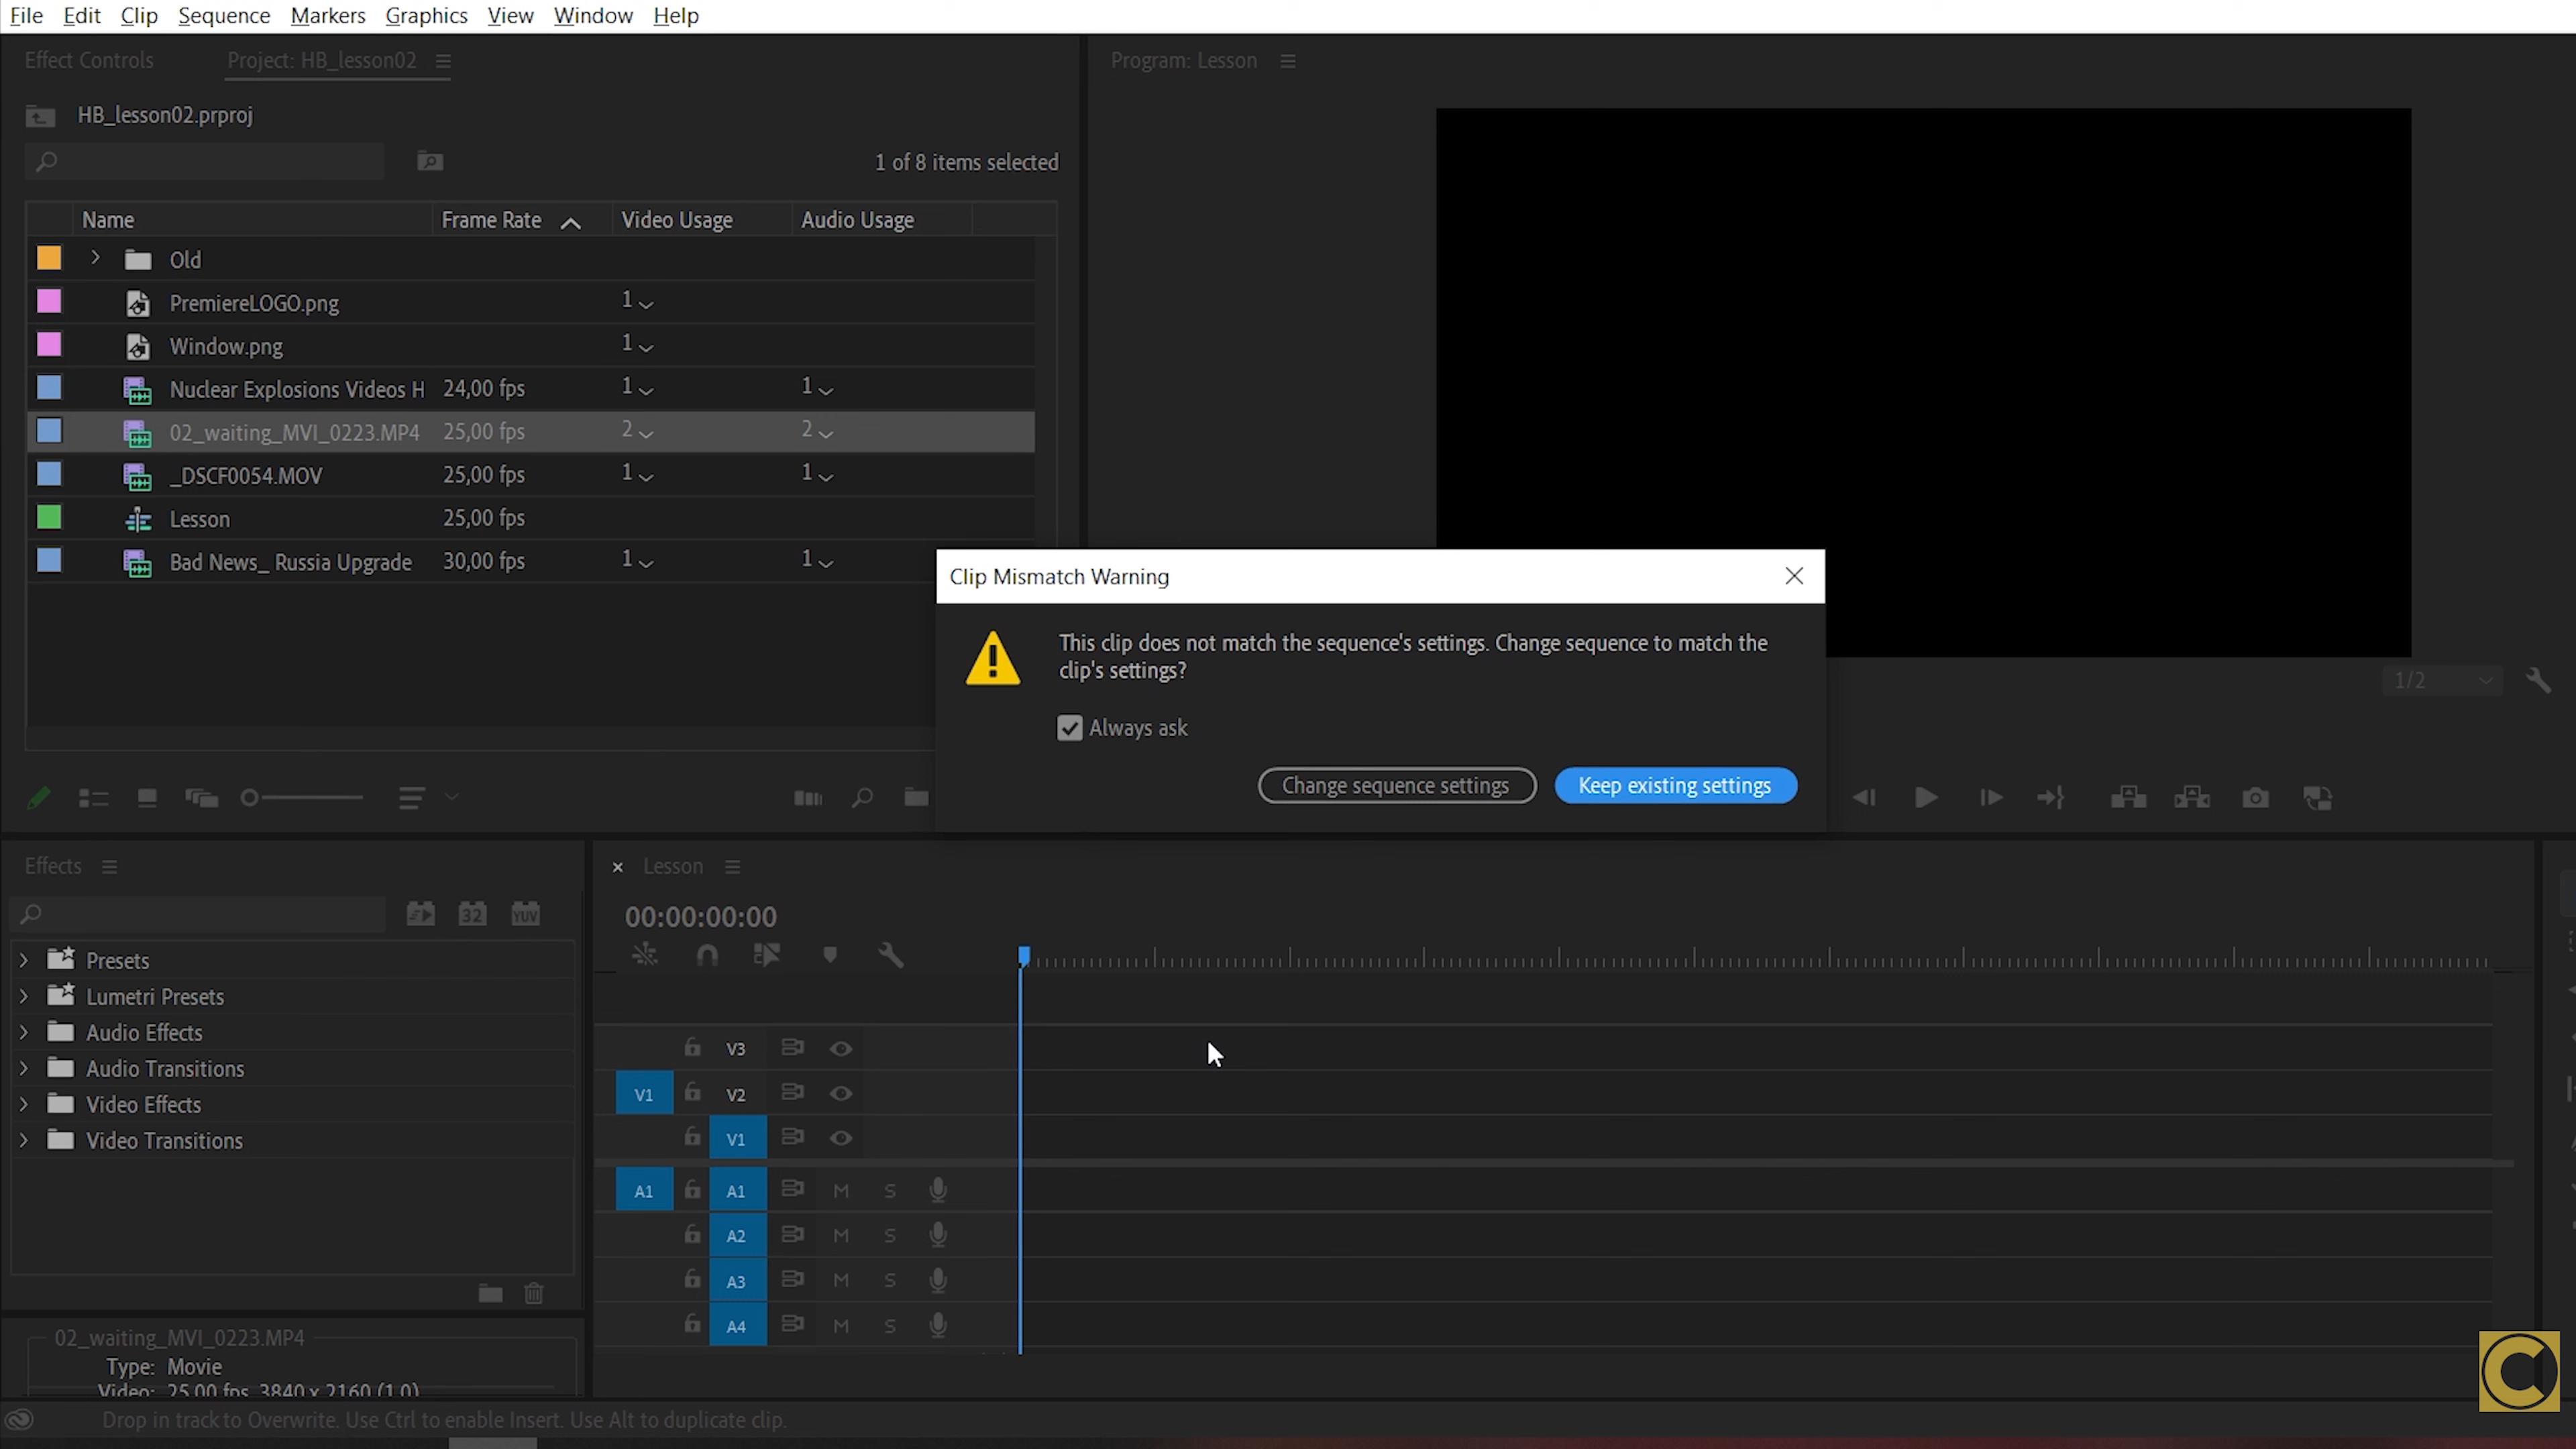 File Edit Clip Sequence Markers Graphics View Window Help
Effect Controls Project: HB_lesson02
Program: Lesson
HB_lesson02.prproj
1 of 8 items selected
Name Frame Rate Video Usage Audio Usage
Old
PremiereLOGO.png 1
Window.png 1
Nuclear Explosions Videos H 24,00 fps 1 1
02_waiting_MVI_0223.MP4 25,00 fps 2 2
_DSCF0054.MOV 25,00 fps 1 1
Lesson 25,00 fps
Bad News_ Russia Upgrade 30,00 fps 1 1
Clip Mismatch Warning
This clip does not match the sequence's settings. Change sequence to match the
clip's settings?
Always ask
Change sequence settings Keep existing settings
1/2
Effects
Lesson
32 YUV
00:00:00:00
Presets
Lumetri Presets
Audio Effects
Audio Transitions
Video Effects
Video Transitions
V3
V1 V2
V1
A1 A1 M S
A2 M S
A3 M S
A4 M S
02_waiting_MVI_0223.MP4
Type: Movie
Video: 25,00 fps, 3840 x 2160 (1,0)
Drop in track to Overwrite. Use Ctrl to enable Insert. Use Alt to duplicate clip.
C